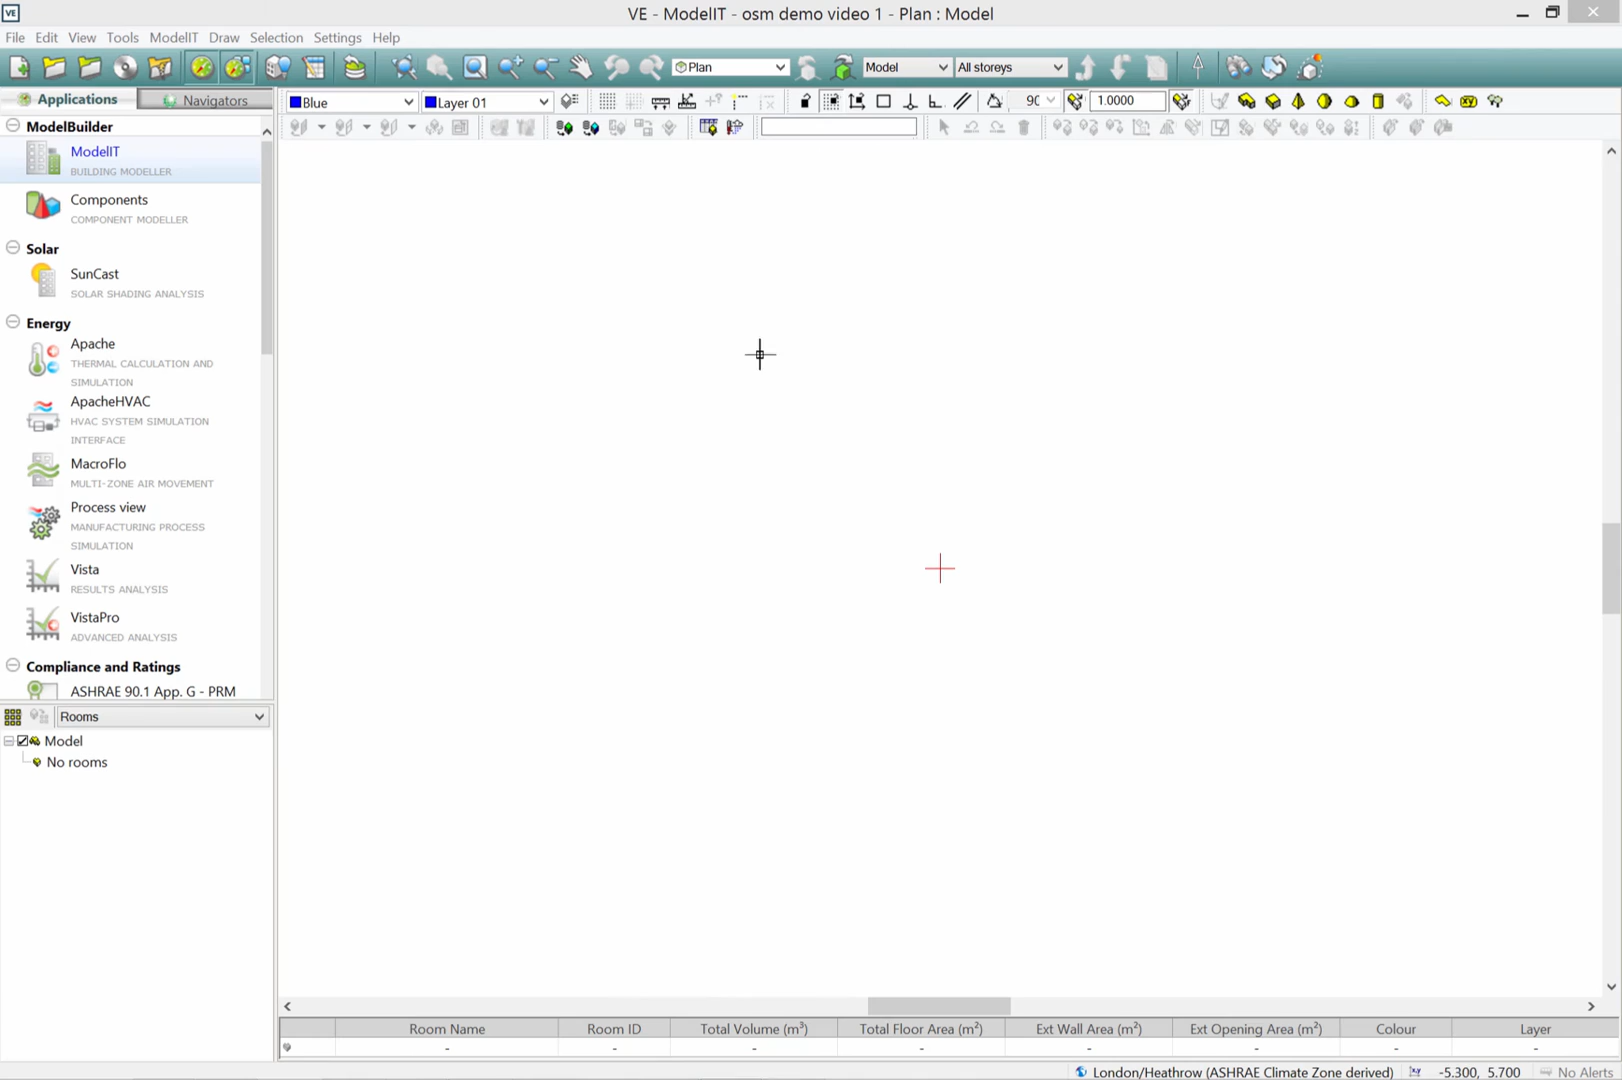 VE
VE - ModelIT - osm demo video 1 - Plan : Model
File Edit View Tools ModelIT Draw Selection Settings Help
Plan Model All storeys
Applications Navigators
Blue Layer 01 90 1.0000
ModelBuilder
ModelIT
BUILDING MODELLER
Components
COMPONENT MODELLER
Solar
SunCast
SOLAR SHADING ANALYSIS
Energy
Apache
THERMAL CALCULATION AND
SIMULATION
ApacheHVAC
HVAC SYSTEM SIMULATION
INTERFACE
MacroFlo
MULTI-ZONE AIR MOVEMENT
Process view
MANUFACTURING PROCESS
SIMULATION
Vista
RESULTS ANALYSIS
VistaPro
ADVANCED ANALYSIS
Compliance and Ratings
ASHRAE 90.1 App. G - PRM
Rooms
Model
No rooms
Room Name Room ID Total Volume (m³) Total Floor Area (m²) Ext Wall Area (m²) Ext Opening Area (m²) Colour Layer
- - - - - - - -
London/Heathrow (ASHRAE Climate Zone derived) -5.300, 5.700 No Alerts